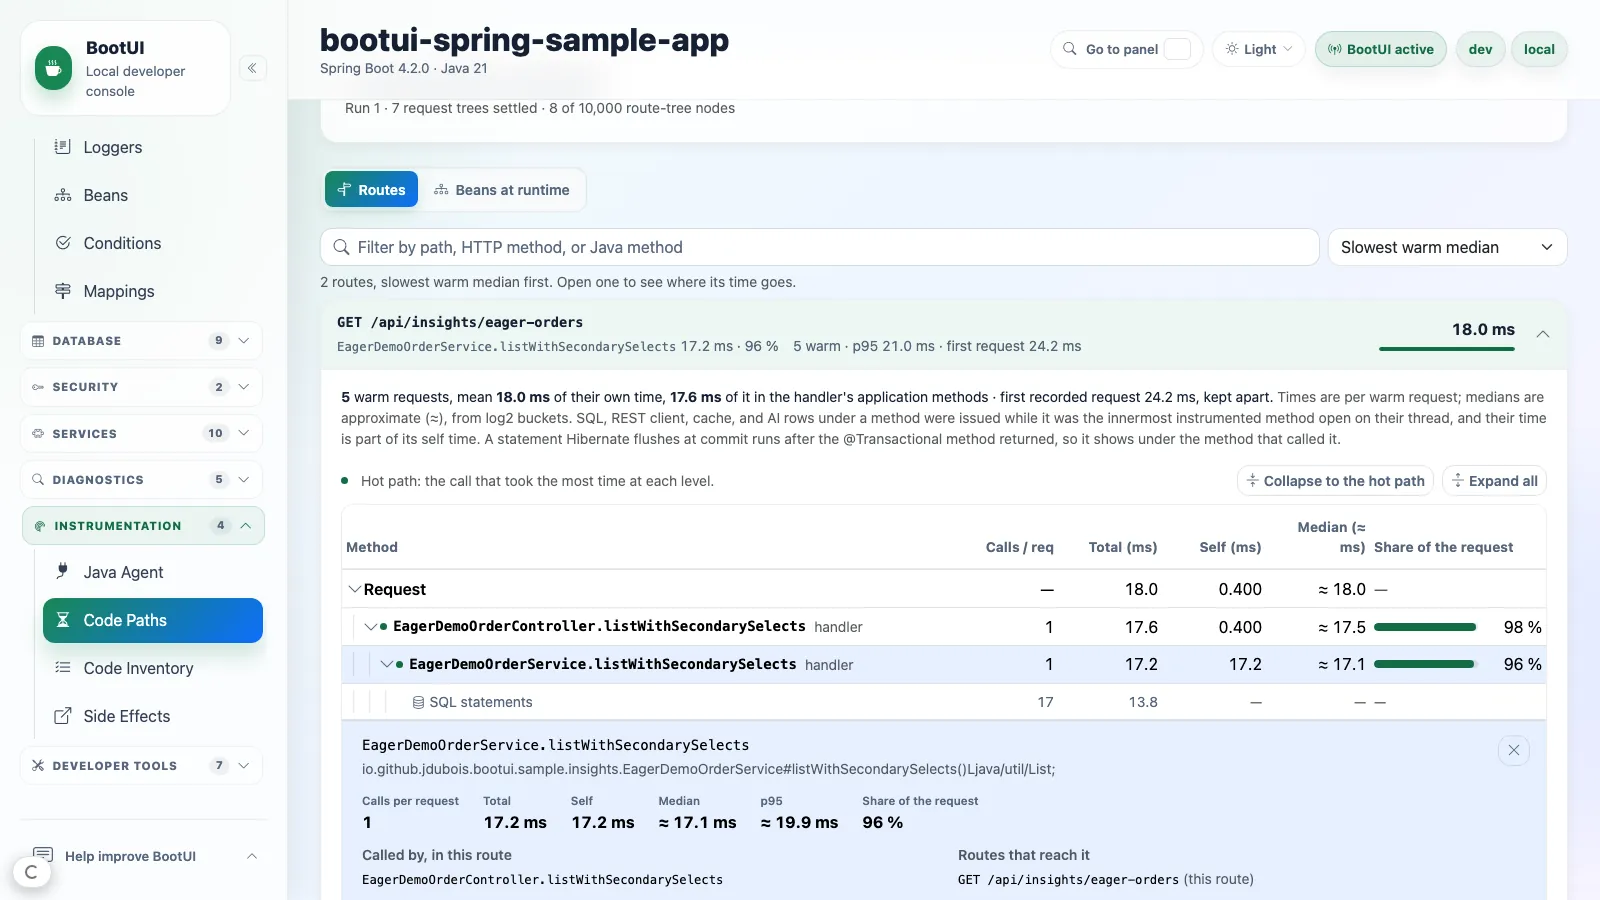 BootUI
Local developer
console
Loggers
Beans
Conditions
Mappings
DATABASE 9
SECURITY 2
SERVICES 10
DIAGNOSTICS 5
INSTRUMENTATION 4
Java Agent
Code Paths
Code Inventory
Side Effects
DEVELOPER TOOLS 7
Help improve BootUI
C
bootui-spring-sample-app
Spring Boot 4.2.0 · Java 21
Go to panel
Light
BootUI active
dev
local
Run 1 · 7 request trees settled · 8 of 10,000 route-tree nodes
Routes
Beans at runtime
Filter by path, HTTP method, or Java method
Slowest warm median
2 routes, slowest warm median first. Open one to see where its time goes.
GET /api/insights/eager-orders
EagerDemoOrderService.listWithSecondarySelects 17.2 ms · 96 % 5 warm · p95 21.0 ms · first request 24.2 ms
18.0 ms
5 warm requests, mean 18.0 ms of their own time, 17.6 ms of it in the handler's application methods · first recorded request 24.2 ms, kept apart. Times are per warm request; medians are
approximate (≈), from log2 buckets. SQL, REST client, cache, and AI rows under a method were issued while it was the innermost instrumented method open on their thread, and their time
is part of its self time. A statement Hibernate flushes at commit runs after the @Transactional method returned, so it shows under the method that called it.
Hot path: the call that took the most time at each level.
Collapse to the hot path
Expand all
Method Calls / req Total (ms) Self (ms) Median (≈ ms) Share of the request
Request — 18.0 0.400 ≈ 18.0 —
EagerDemoOrderController.listWithSecondarySelects handler 1 17.6 0.400 ≈ 17.5 98 %
EagerDemoOrderService.listWithSecondarySelects handler 1 17.2 17.2 ≈ 17.1 96 %
SQL statements 17 13.8 — — —
EagerDemoOrderService.listWithSecondarySelects
io.github.jdubois.bootui.sample.insights.EagerDemoOrderService#listWithSecondarySelects()Ljava/util/List;
Calls per request Total Self Median p95 Share of the request
1 17.2 ms 17.2 ms ≈ 17.1 ms ≈ 19.9 ms 96 %
Called by, in this route
EagerDemoOrderController.listWithSecondarySelects
Routes that reach it
GET /api/insights/eager-orders (this route)